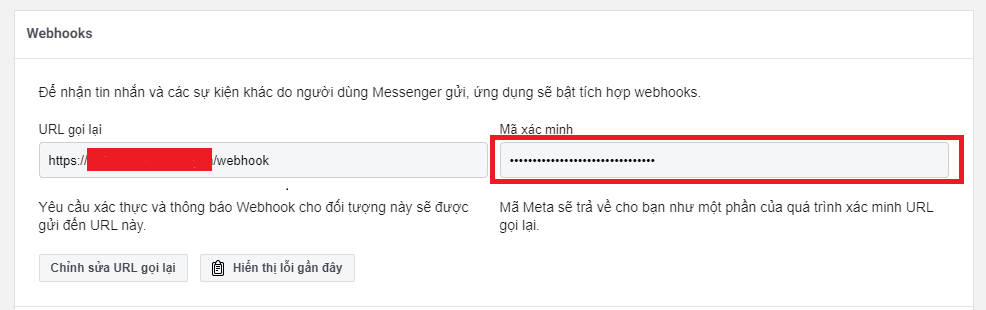 Webhooks
Để nhận tin nhắn và các sự kiện khác do người dùng Messenger gửi, ứng dụng sẽ bật tích hợp webhooks.
URL gọi lại
Mã xác minh
https:// /webhook
••••••••••••••••••••••••••••••••
Yêu cầu xác thực và thông báo Webhook cho đối tượng này sẽ được
gửi đến URL này.
Mã Meta sẽ trả về cho bạn như một phần của quá trình xác minh URL
gọi lại.
Chỉnh sửa URL gọi lại
Hiển thị lỗi gần đây